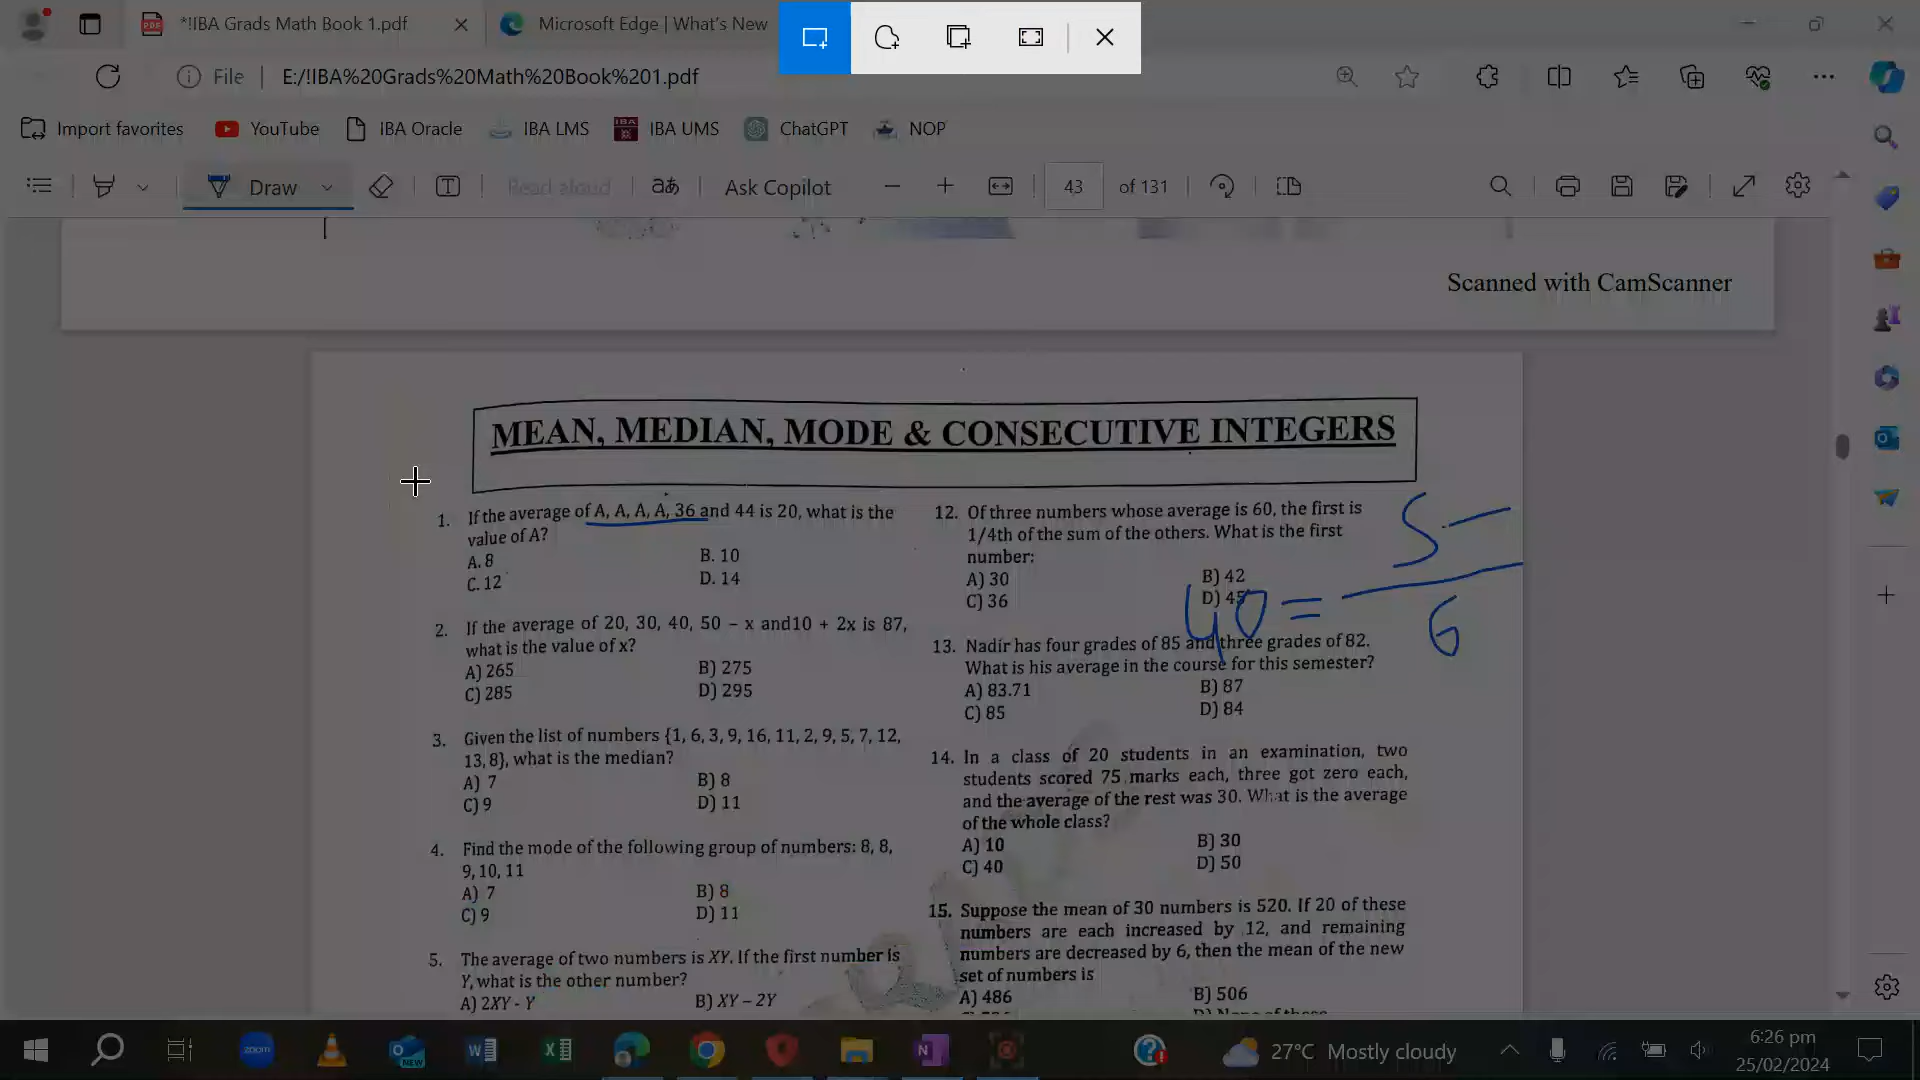 *!IBA Grads Math Book 1.pdf
Microsoft Edge | What's New
File
E:/!IBA%20Grads%20Math%20Book%201.pdf
Import favorites
YouTube
IBA Oracle
IBA LMS
IBA UMS
ChatGPT
NOP
Draw
Read aloud
Ask Copilot
43
of 131
Scanned with CamScanner
MEAN, MEDIAN, MODE & CONSECUTIVE INTEGERS
1. If the average of A, A, A, A, 36 and 44 is 20, what is the
value of A?
A. 8
B. 10
C. 12
D. 14
2. If the average of 20, 30, 40, 50 – x and10 + 2x is 87,
what is the value of x?
A) 265
B) 275
C) 285
D) 295
3. Given the list of numbers {1, 6, 3, 9, 16, 11, 2, 9, 5, 7, 12,
13, 8}, what is the median?
A) 7
B) 8
C) 9
D) 11
4. Find the mode of the following group of numbers: 8, 8,
9, 10, 11
A) 7
B) 8
C) 9
D) 11
5. The average of two numbers is XY. If the first number is
Y, what is the other number?
A) 2XY - Y
B) XY – 2Y
12. Of three numbers whose average is 60, the first is
1/4th of the sum of the others. What is the first
number:
A) 30
B) 42
C) 36
D) 45
40 =
5
6
13. Nadir has four grades of 85 and three grades of 82.
What is his average in the course for this semester?
A) 83.71
B) 87
C) 85
D) 84
14. In a class of 20 students in an examination, two
students scored 75 marks each, three got zero each,
and the average of the rest was 30. What is the average
of the whole class?
A) 10
B) 30
C) 40
D) 50
15. Suppose the mean of 30 numbers is 520. If 20 of these
numbers are each increased by 12, and remaining
numbers are decreased by 6, then the mean of the new
set of numbers is
A) 486
B) 506
D) None of these
27°C Mostly cloudy
6:26 pm
25/02/2024